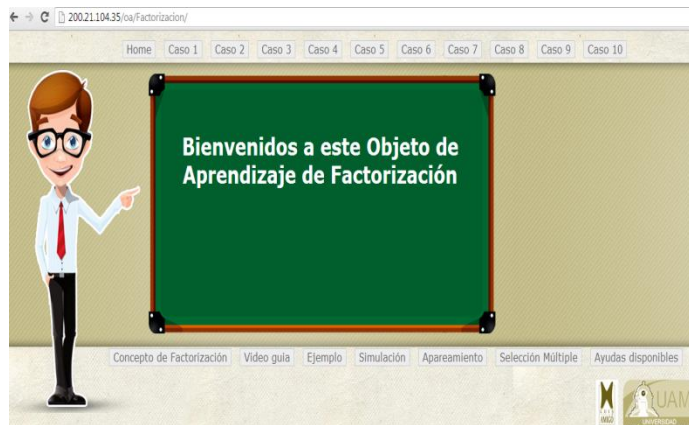 200.21.104.35/oa/Factorizacion/
Home Caso 1 Caso 2 Caso 3 Caso 4 Caso 5 Caso 6 Caso 7 Caso 8 Caso 9 Caso 10
Bienvenidos a este Objeto de
Aprendizaje de Factorización
Concepto de Factorización Video guia Ejemplo Simulación Apareamiento Selección Múltiple Ayudas disponibles
UAM
UNIVERSIDAD